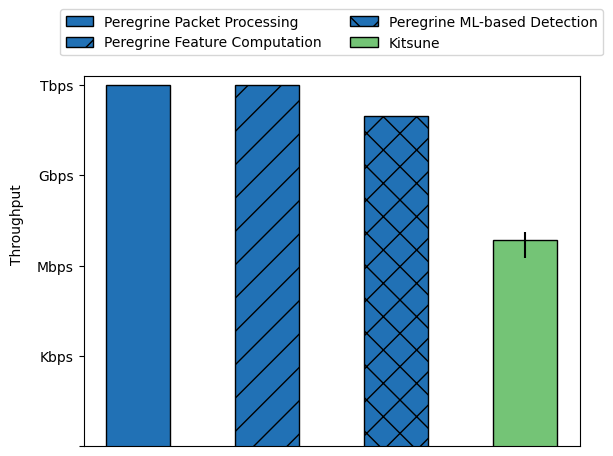 Peregrine Packet Processing
Peregrine Feature Computation
Peregrine ML-based Detection
Kitsune
Throughput
Tbps
Gbps
Mbps
Kbps